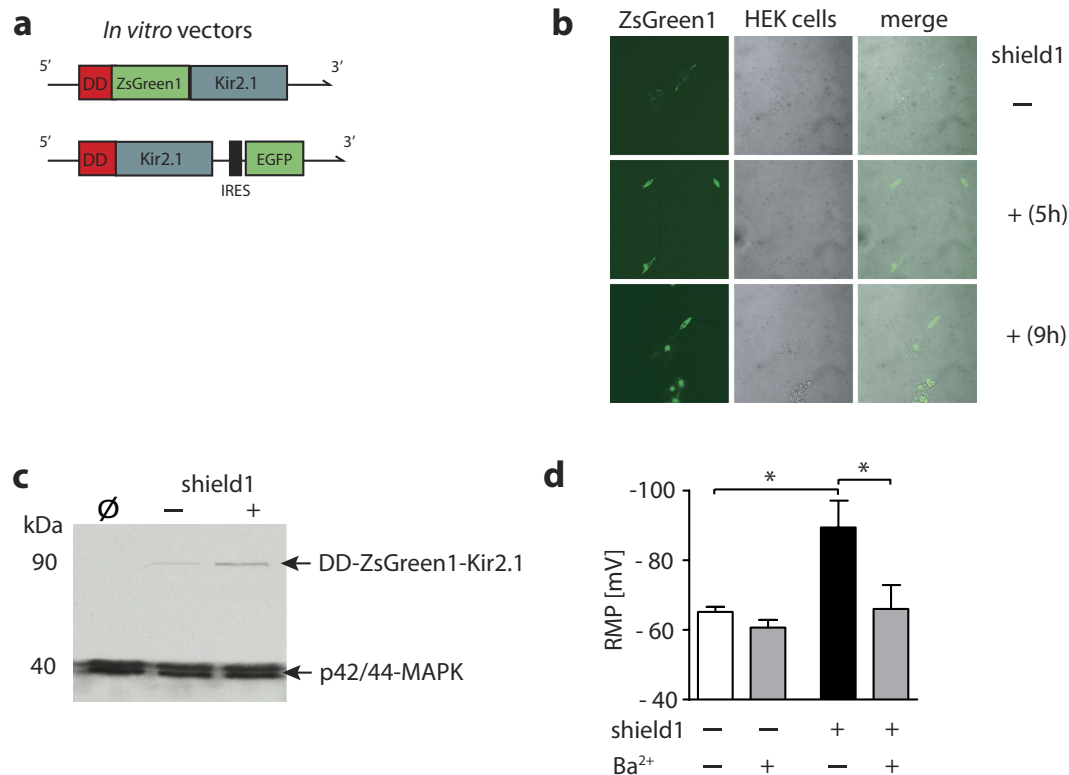 a
In vitro vectors
5′ DD ZsGreen1 Kir2.1 3′
5′ DD Kir2.1 EGFP 3′
IRES
b
ZsGreen1 HEK cells merge
shield1
–
+ (5h)
+ (9h)
c
shield1
kDa Ø – +
90 DD-ZsGreen1-Kir2.1
40 p42/44-MAPK
d
* *
RMP [mV]
-100
- 80
- 60
- 40
shield1 – – + +
Ba²⁺ – + – +